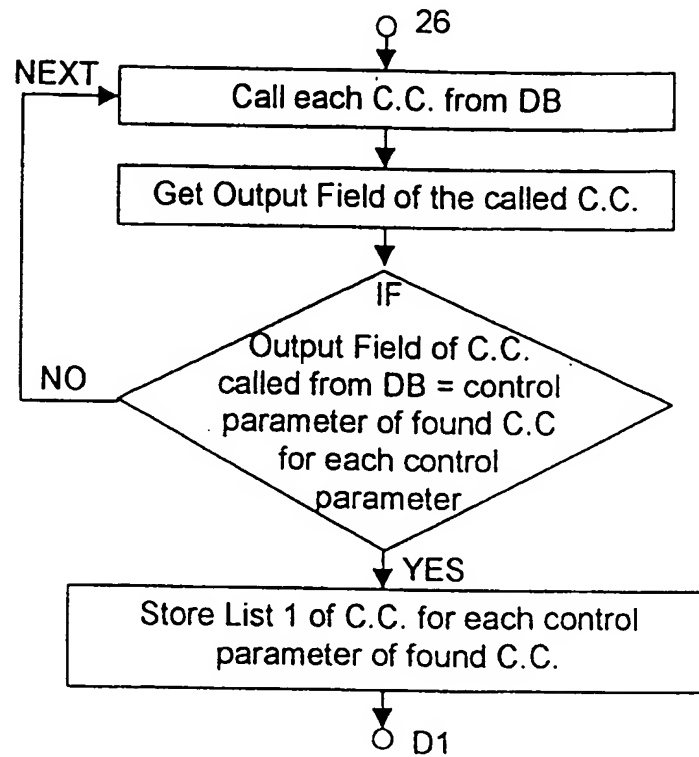 26
NEXT
Call each C.C. from DB
Get Output Field of the called C.C.
IF
Output Field of C.C.
called from DB = control
parameter of found C.C
for each control
parameter
NO
YES
Store List 1 of C.C. for each control
parameter of found C.C.
D1